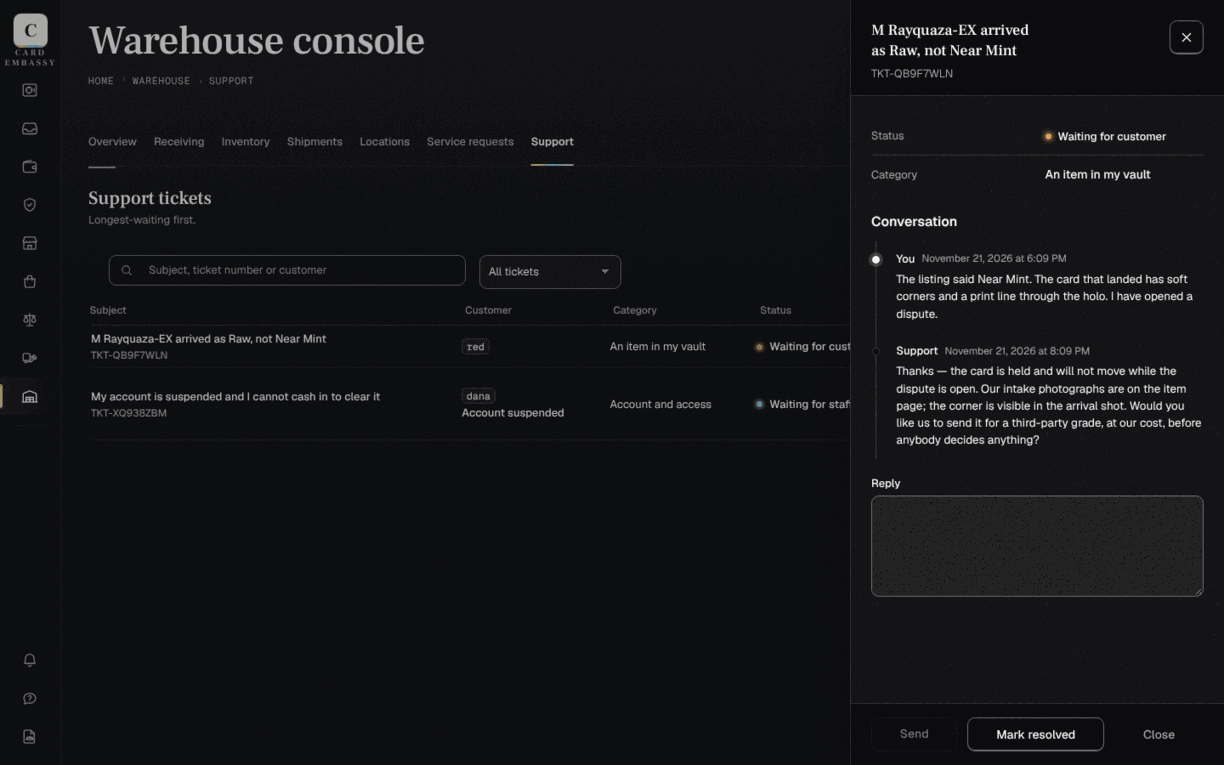 C
CARD
EMBASSY
Warehouse console
HOME › WAREHOUSE › SUPPORT
Overview Receiving Inventory Shipments Locations Service requests Support
Support tickets
Longest-waiting first.
Subject, ticket number or customer
All tickets
Subject Customer Category Status
M Rayquaza-EX arrived as Raw, not Near Mint
TKT-QB9F7WLN
red
An item in my vault
Waiting for cust
My account is suspended and I cannot cash in to clear it
TKT-XQ938ZBM
dana
Account suspended
Account and access
Waiting for staf
M Rayquaza-EX arrived
as Raw, not Near Mint
TKT-QB9F7WLN
Status Waiting for customer
Category An item in my vault
Conversation
You November 21, 2026 at 6:09 PM
The listing said Near Mint. The card that landed has soft
corners and a print line through the holo. I have opened a
dispute.
Support November 21, 2026 at 8:09 PM
Thanks — the card is held and will not move while the
dispute is open. Our intake photographs are on the item
page; the corner is visible in the arrival shot. Would you
like us to send it for a third-party grade, at our cost, before
anybody decides anything?
Reply
Send Mark resolved Close